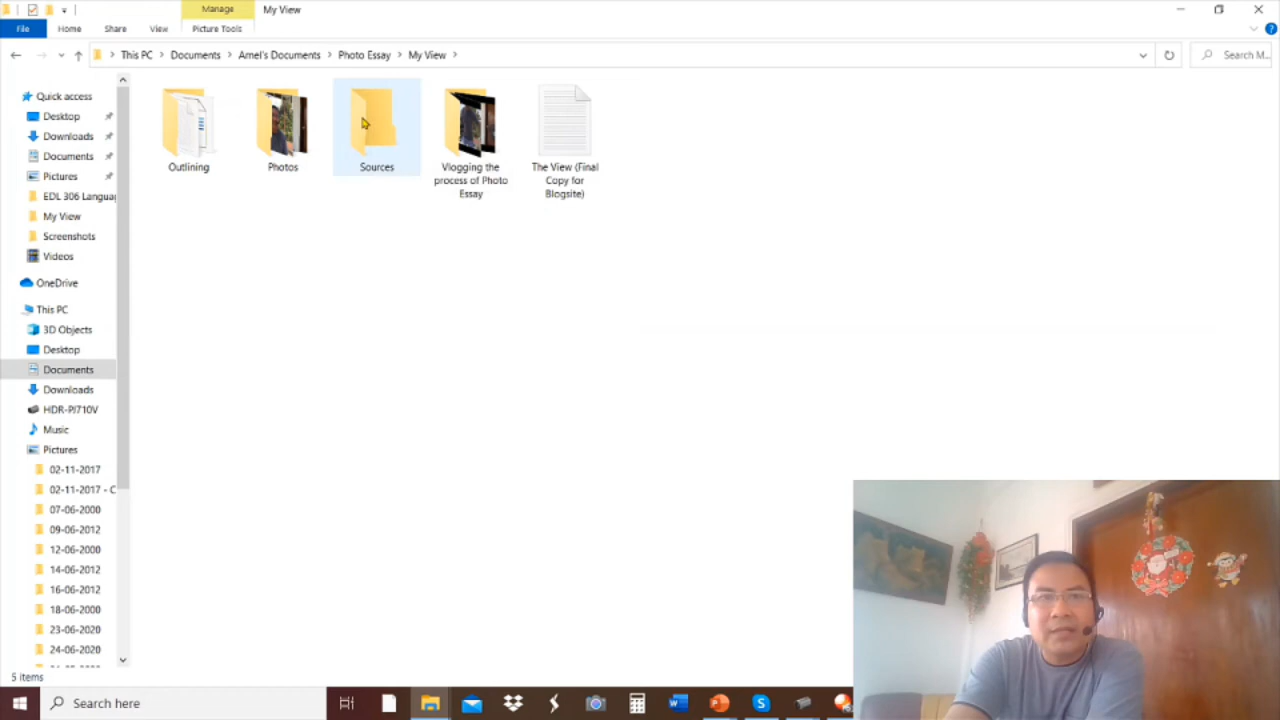 Manage
My View
File
Home
Share
View
Picture Tools
This PC
Documents
Amel's Documents
Photo Essay
My View
Search M...
Quick access
Desktop
Downloads
Documents
Pictures
EDL 306 Languag
My View
Screenshots
Videos
OneDrive
This PC
3D Objects
Desktop
Documents
Downloads
HDR-PJ710V
Music
Pictures
02-11-2017
02-11-2017 - C
07-06-2000
09-06-2012
12-06-2000
14-06-2012
16-06-2012
18-06-2000
23-06-2020
24-06-2020
Outlining
Photos
Sources
Vlogging the
process of Photo
Essay
The View (Final
Copy for
Blogsite)
5 items
Search here